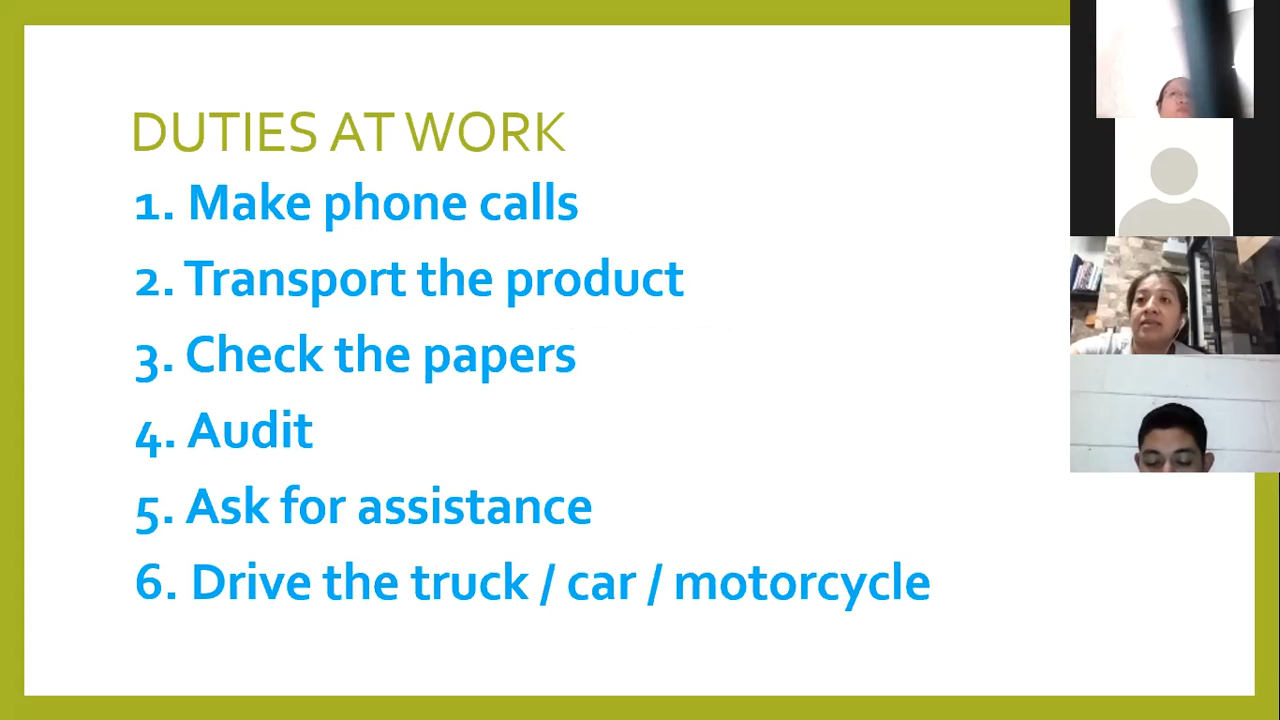 DUTIES AT WORK
1. Make phone calls
2. Transport the product
3. Check the papers
4. Audit
5. Ask for assistance
6. Drive the truck / car / motorcycle